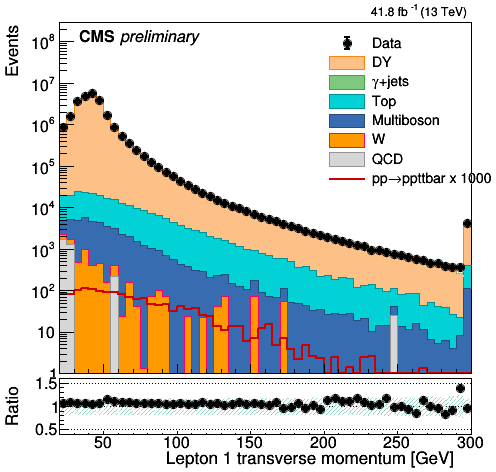 41.8 fb⁻¹ (13 TeV)
CMS preliminary
Events
10⁸
10⁷
10⁶
10⁵
10⁴
10³
10²
10
1
Data
DY
γ+jets
Top
Multiboson
W
QCD
pp→ppttbar x 1000
Ratio
1.5
1
0.5
50 100 150 200 250 300
Lepton 1 transverse momentum [GeV]